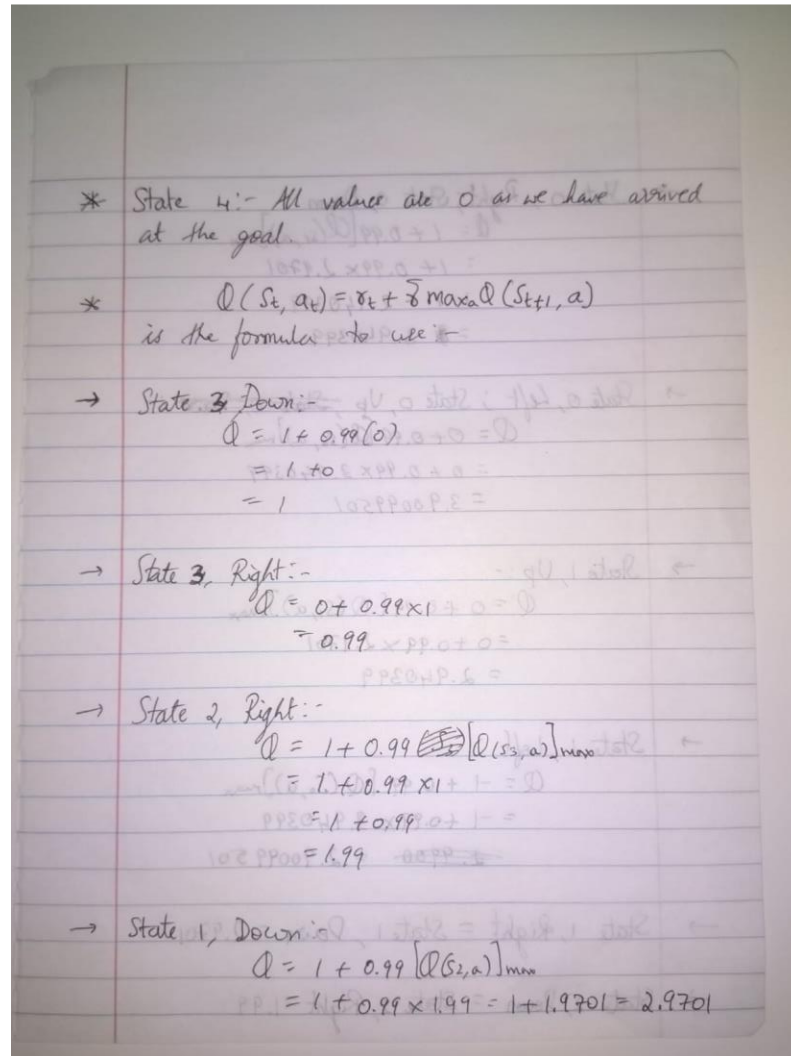 * State 4:- All values are 0 as we have arrived
at the goal.
* Q(St, at) = rt + γ maxa Q(St+1, a)
is the formula to use :-
→ State 3, Down:-
Q = 1 + 0.99(0)
= 1 + 0
= 1
→ State 3, Right:-
Q = 0 + 0.99×1
= 0.99
→ State 2, Right:-
Q = 1 + 0.99 [Q(S3, a)]max
= 1 + 0.99 ×1
= 1 + 0.99
= 1.99
→ State 1, Down:-
Q = 1 + 0.99 [Q(S2, a)]max
= 1 + 0.99 × 1.99 = 1 + 1.9701 = 2.9701